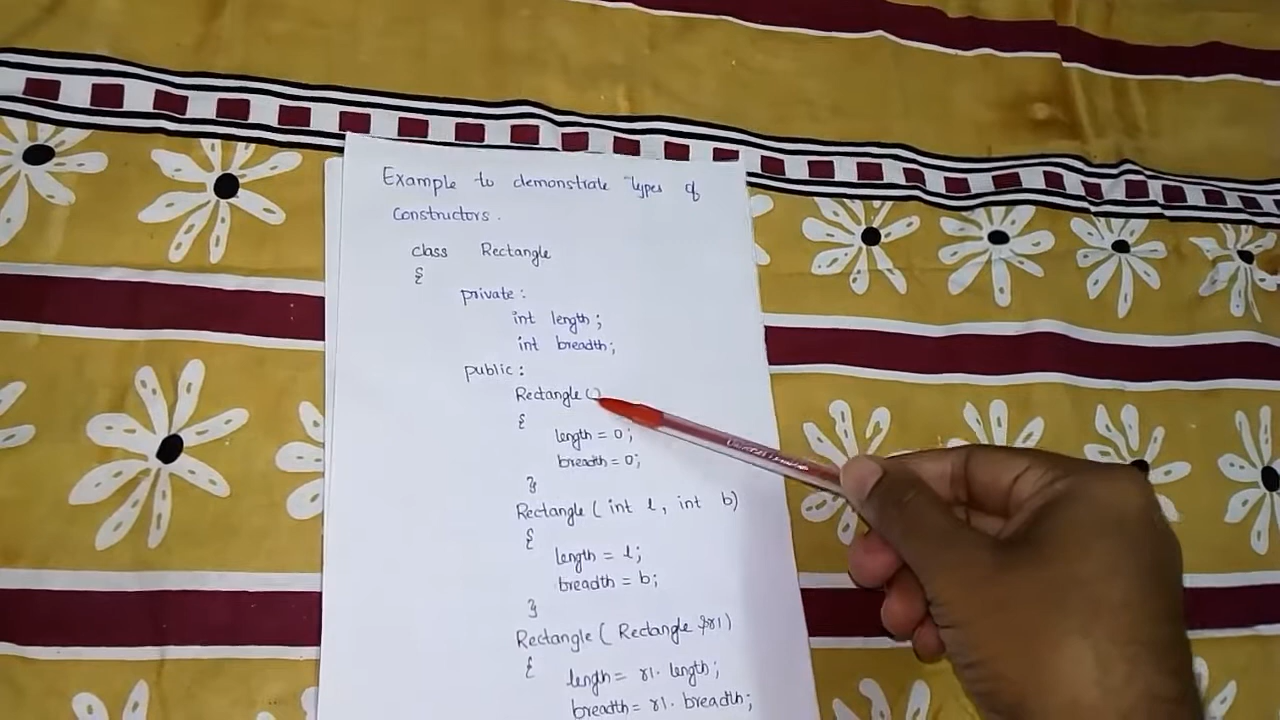 Example to demonstrate Types of
Constructors.
class Rectangle
{
private:
int length;
int breadth;
public:
Rectangle()
{
length = 0;
breadth = 0;
}
Rectangle ( int l, int b)
{
length = l;
breadth = b;
}
Rectangle ( Rectangle &r1)
{
length = r1. length;
breadth = r1. breadth;